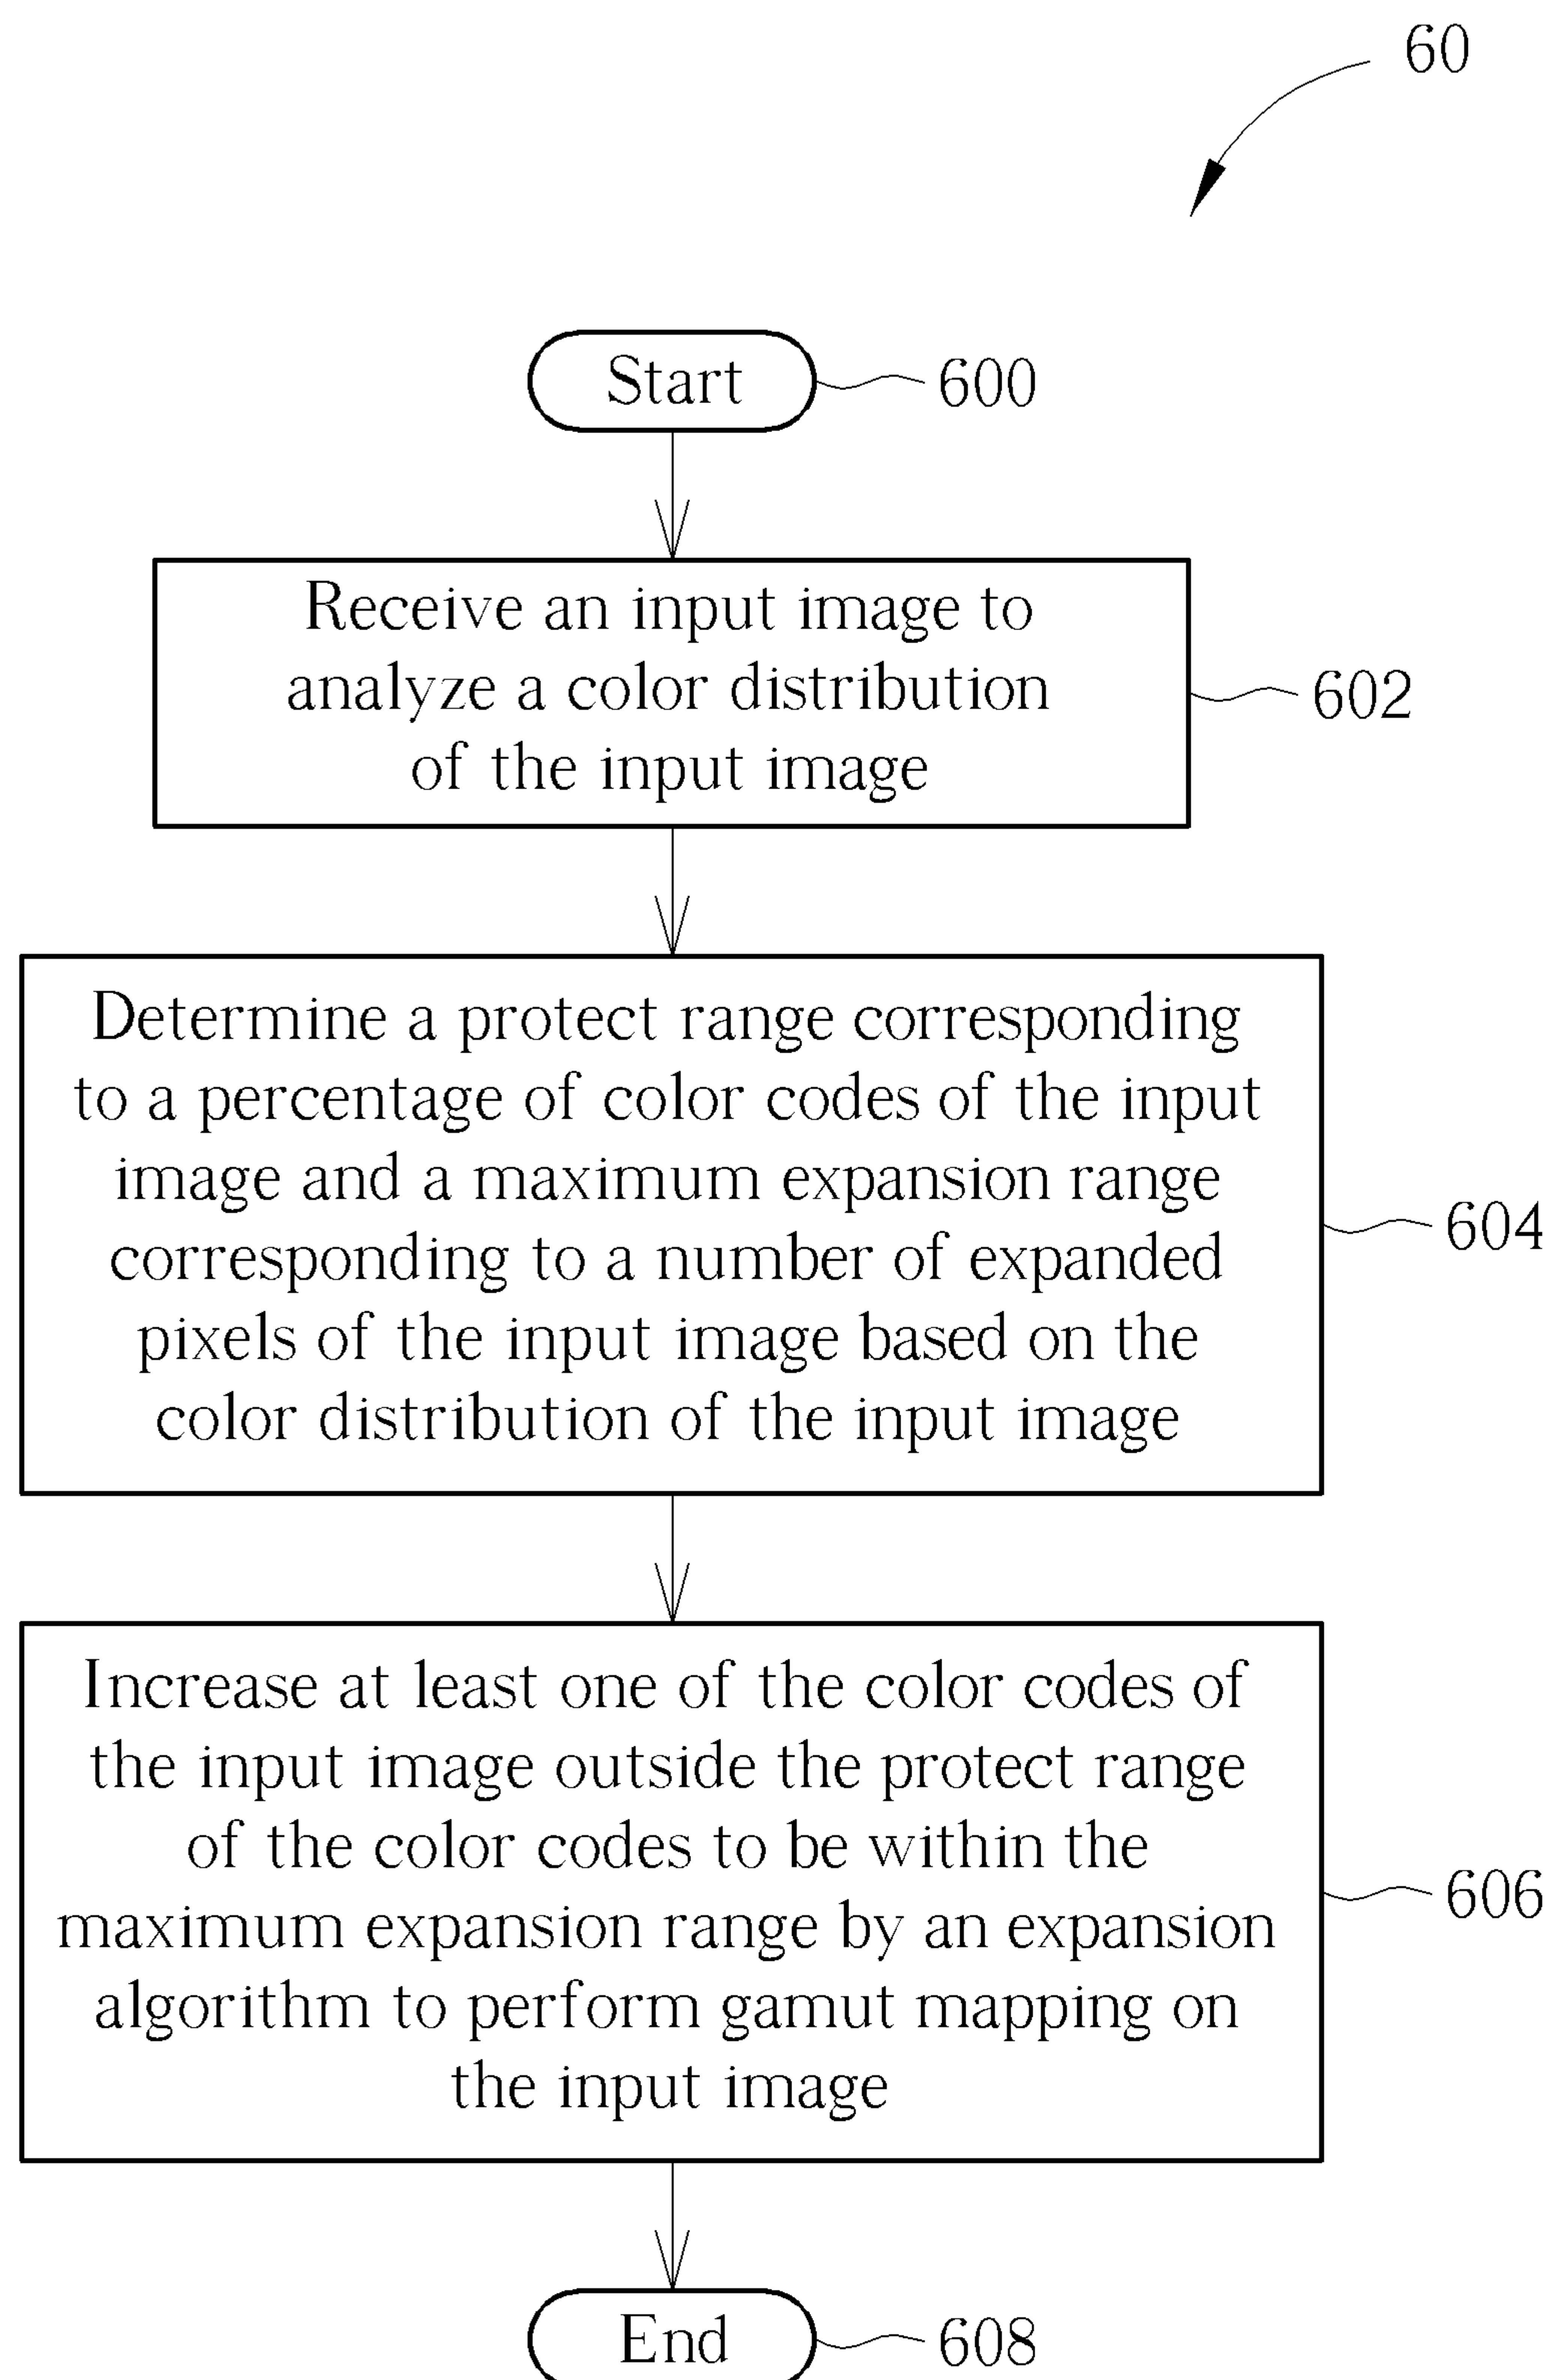 60
Start
600
Receive an input image to
analyze a color distribution
of the input image
602
Determine a protect range corresponding
to a percentage of color codes of the input
image and a maximum expansion range
corresponding to a number of expanded
pixels of the input image based on the
color distribution of the input image
604
Increase at least one of the color codes of
the input image outside the protect range
of the color codes to be within the
maximum expansion range by an expansion
algorithm to perform gamut mapping on
the input image
606
End
608